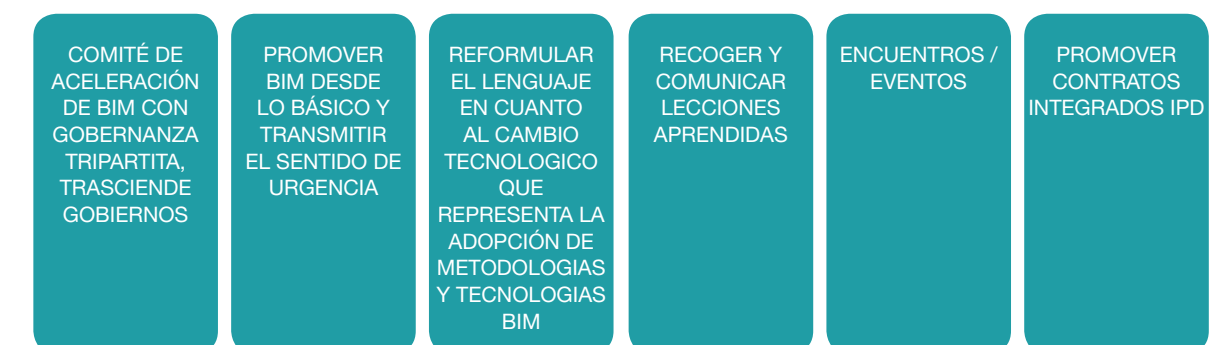 COMITÉ DE
ACELERACIÓN
DE BIM CON
GOBERNANZA
TRIPARTITA,
TRASCIENDE
GOBIERNOS
PROMOVER
BIM DESDE
LO BÁSICO Y
TRANSMITIR
EL SENTIDO DE
URGENCIA
REFORMULAR
EL LENGUAJE
EN CUANTO
AL CAMBIO
TECNOLOGICO
QUE
REPRESENTA LA
ADOPCIÓN DE
METODOLOGIAS
Y TECNOLOGIAS
BIM
RECOGER Y
COMUNICAR
LECCIONES
APRENDIDAS
ENCUENTROS /
EVENTOS
PROMOVER
CONTRATOS
INTEGRADOS IPD